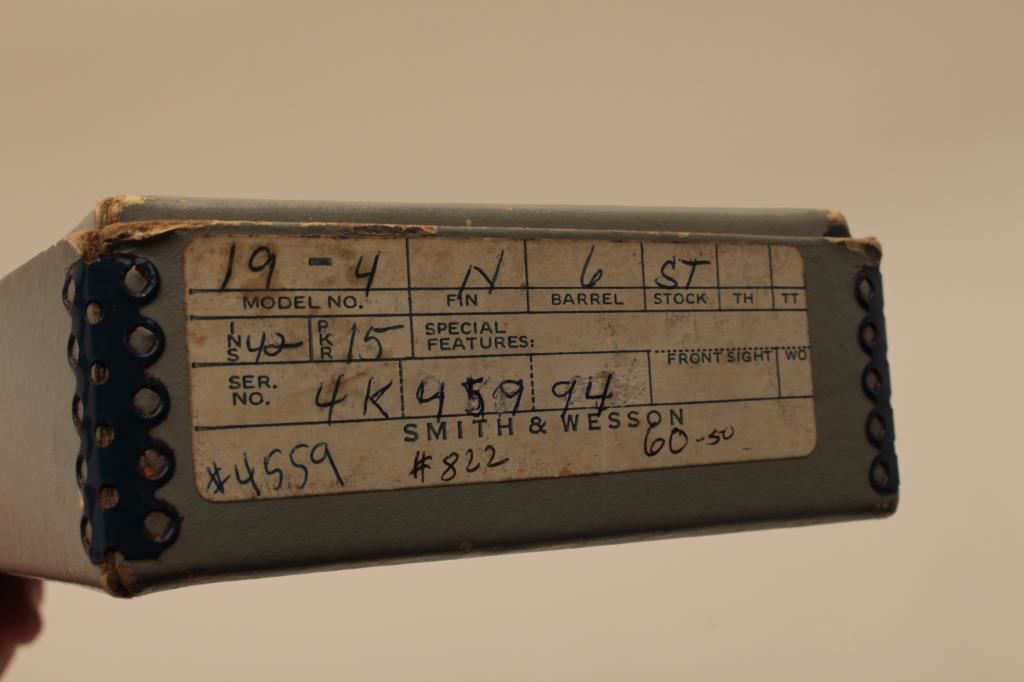 19 - 4 N 6 ST
MODEL NO. FIN BARREL STOCK TH TT
INS 42 PKR 15 SPECIAL FEATURES:
FRONT SIGHT WO
SER. NO. 4K 959 94
SMITH & WESSON
#4559 #822 60-50